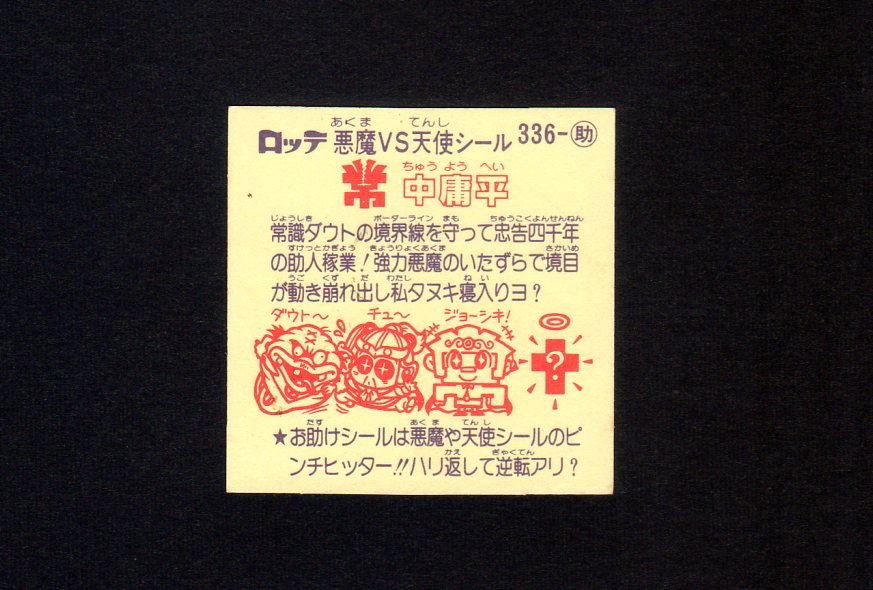 ロッテ 悪魔VS天使シール 336-助
あくま てんし
常 中庸平
ちゅう よう へい
じょうしき ボーダーライン まも ちゅうこくよんせんねん
常識ダウトの境界線を守って忠告四千年
すけっとかぎょう きょうりょくあくま さかいめ
の助人稼業!強力悪魔のいたずらで境目
うご くず だ わたし ね い
が動き崩れ出し私タヌキ寝入りヨ?
ダウト〜 チュ〜 ジョーシキ!
?
たす あくま てんし
★お助けシールは悪魔や天使シールのピ
かえ ぎゃくてん
ンチヒッター!!ハリ返して逆転アリ?